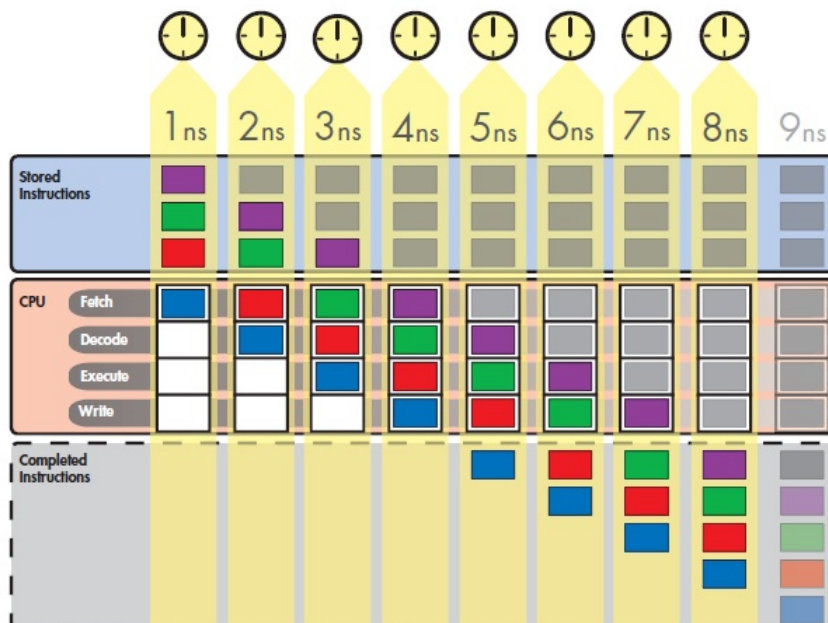 1ns 2ns 3ns 4ns 5ns 6ns 7ns 8ns 9ns
Stored
Instructions
CPU
Fetch
Decode
Execute
Write
Completed
Instructions